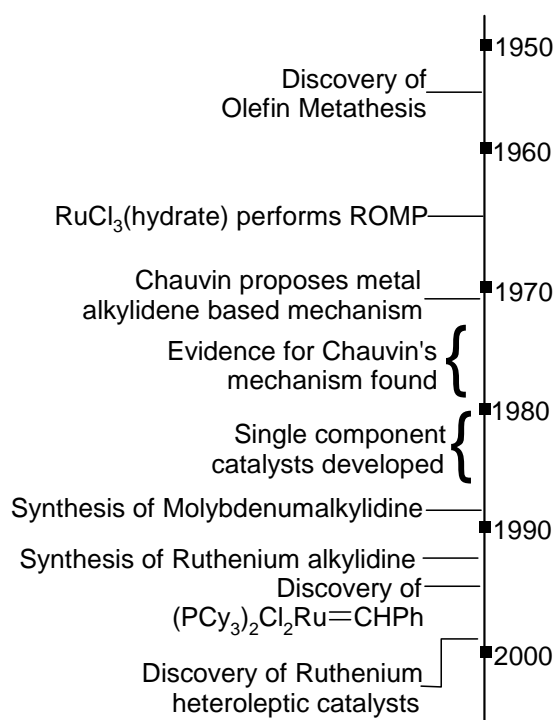 1950
Discovery of
Olefin Metathesis
1960
RuCl₃(hydrate) performs ROMP
1970
Chauvin proposes metal
alkylidene based mechanism
Evidence for Chauvin's
mechanism found
1980
Single component
catalysts developed
Synthesis of Molybdenumalkylidine
1990
Synthesis of Ruthenium alkylidine
Discovery of
(PCy₃)₂Cl₂Ru=CHPh
2000
Discovery of Ruthenium
heteroleptic catalysts